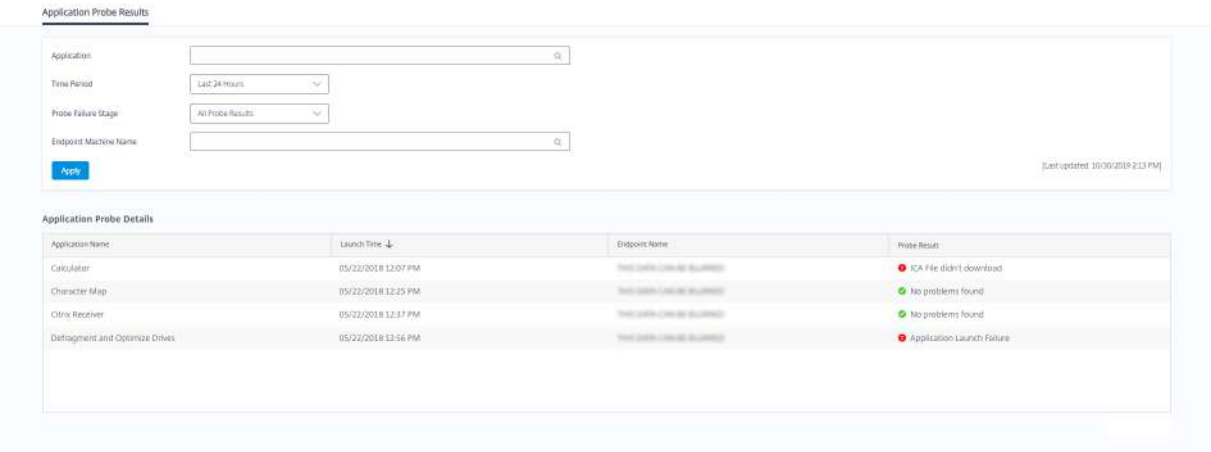 Application Probe Results
Application
Time Period Last 24 Hours
Probe Failure Stage All Probe Results
Endpoint Machine Name
Apply
[Last updated: 10/30/2019 2:13 PM]
Application Probe Details
Application Name Launch Time Endpoint Name Probe Result
Calculator 05/22/2018 12:07 PM ICA File didn't download
Character Map 05/22/2018 12:25 PM No problems found
Citrix Receiver 05/22/2018 12:37 PM No problems found
Defragment and Optimize Drives 05/22/2018 12:56 PM Application Launch Failure